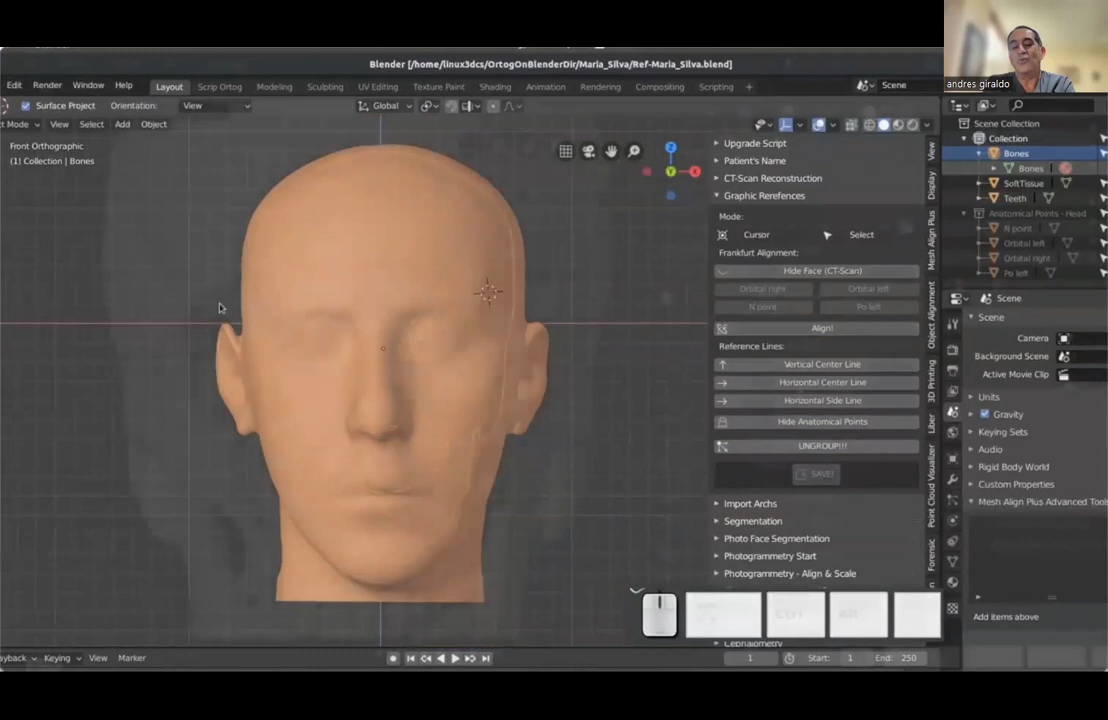 andres giraldo
Blender [/home/linux3dcs/OrtogOnBlenderDir/Maria_Silva/Ref-Maria_Silva.blend]
Edit Render Window Help Layout Scrip Ortog Modeling Sculpting UV Editing Texture Paint Shading Animation Rendering Compositing Scripting + Scene
Surface Project Orientation: View Global
ct Mode View Select Add Object
Front Orthographic
(1) Collection | Bones
Z
Y
X
Upgrade Script
Patient's Name
CT-Scan Reconstruction
Graphic Rerefences
Mode:
Cursor Select
Frankfurt Alignment:
Hide Face (CT-Scan)
Orbital right Orbital left
N point Po left
Align!
Reference Lines:
Vertical Center Line
Horizontal Center Line
Horizontal Side Line
Hide Anatomical Points
UNGROUP!!!
SAVE!
Import Archs
Segmentation
Photo Face Segmentation
Photogrammetry Start
Photogrammetry - Align & Scale
Cephalometry
View
Display
Mesh Align Plus
Object Alignment
3D Printing
Liber
Point Cloud Visualizer
Forensic
Scene Collection
Collection
Bones
Bones
SoftTissue
Teeth
Anatomical Points - Head
N point
Orbital left
Orbital right
Po left
Scene
Scene
Camera
Background Scene
Active Movie Clip
Units
Gravity
Keying Sets
Audio
Rigid Body World
Custom Properties
Mesh Align Plus Advanced Tools
Add items above
Ctrl Alt
ayback Keying View Marker 1 Start: 1 End: 250